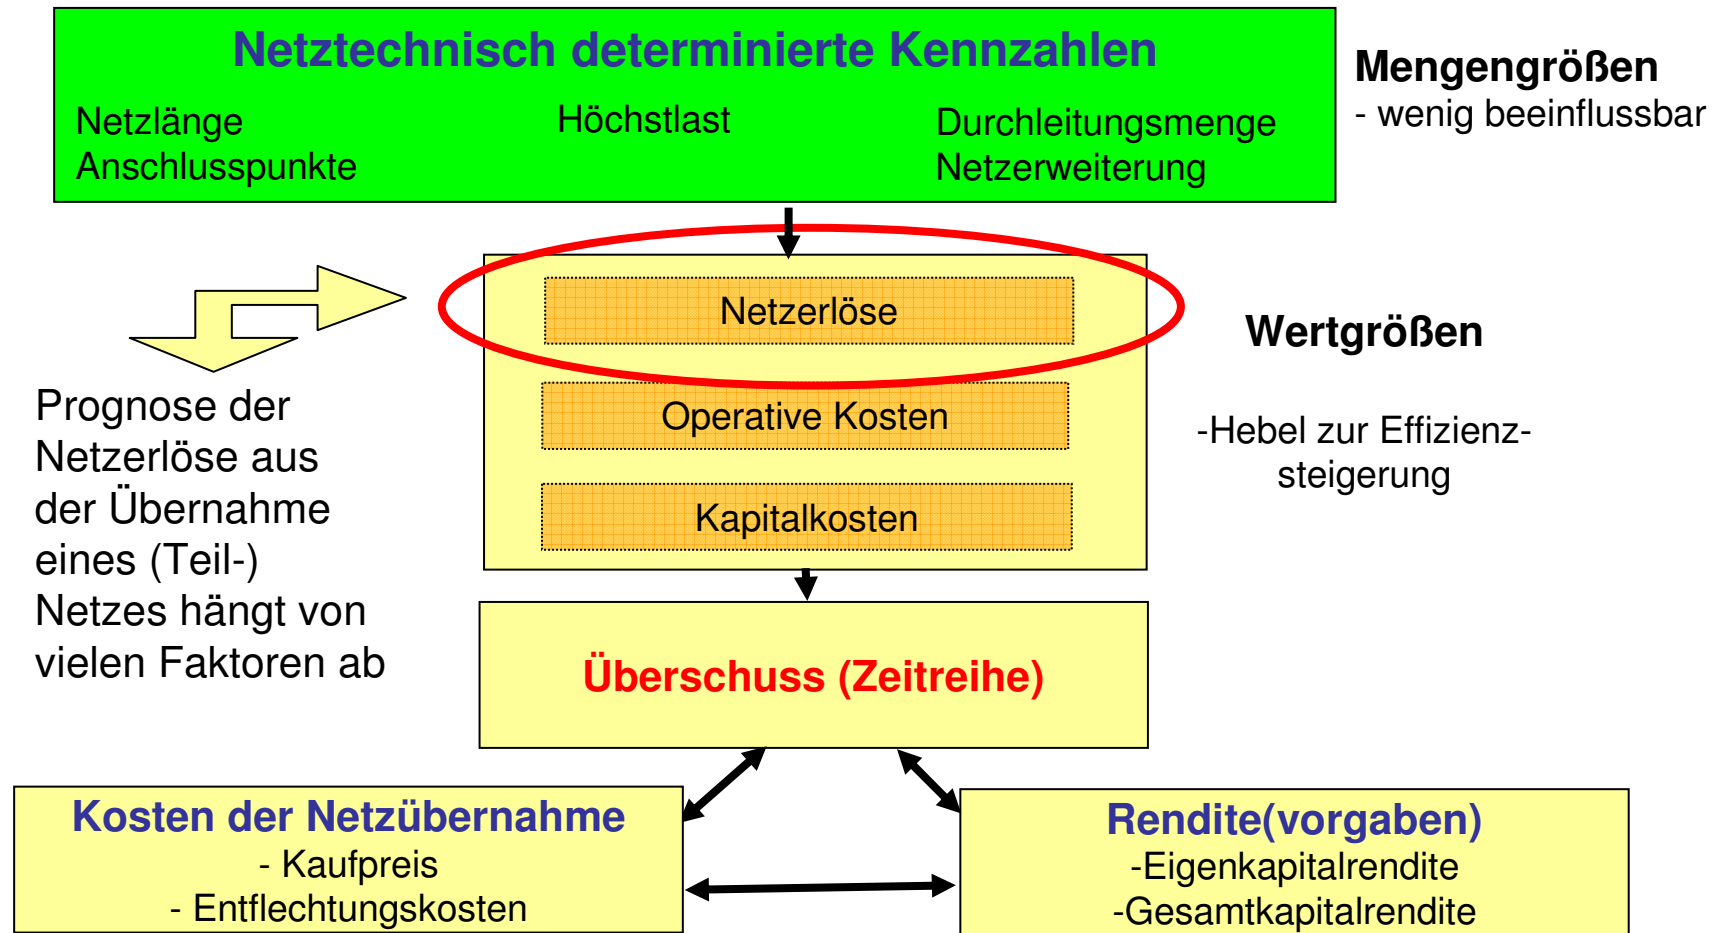 Netztechnisch determinierte Kennzahlen
Netzlänge
Anschlusspunkte
Höchstlast
Durchleitungsmenge
Netzerweiterung
Mengengrößen
- wenig beeinflussbar
Netzerlöse
Operative Kosten
Kapitalkosten
Wertgrößen
-Hebel zur Effizienz-
steigerung
Prognose der
Netzerlöse aus
der Übernahme
eines (Teil-)
Netzes hängt von
vielen Faktoren ab
Überschuss (Zeitreihe)
Kosten der Netzübernahme
- Kaufpreis
- Entflechtungskosten
Rendite(vorgaben)
-Eigenkapitalrendite
-Gesamtkapitalrendite